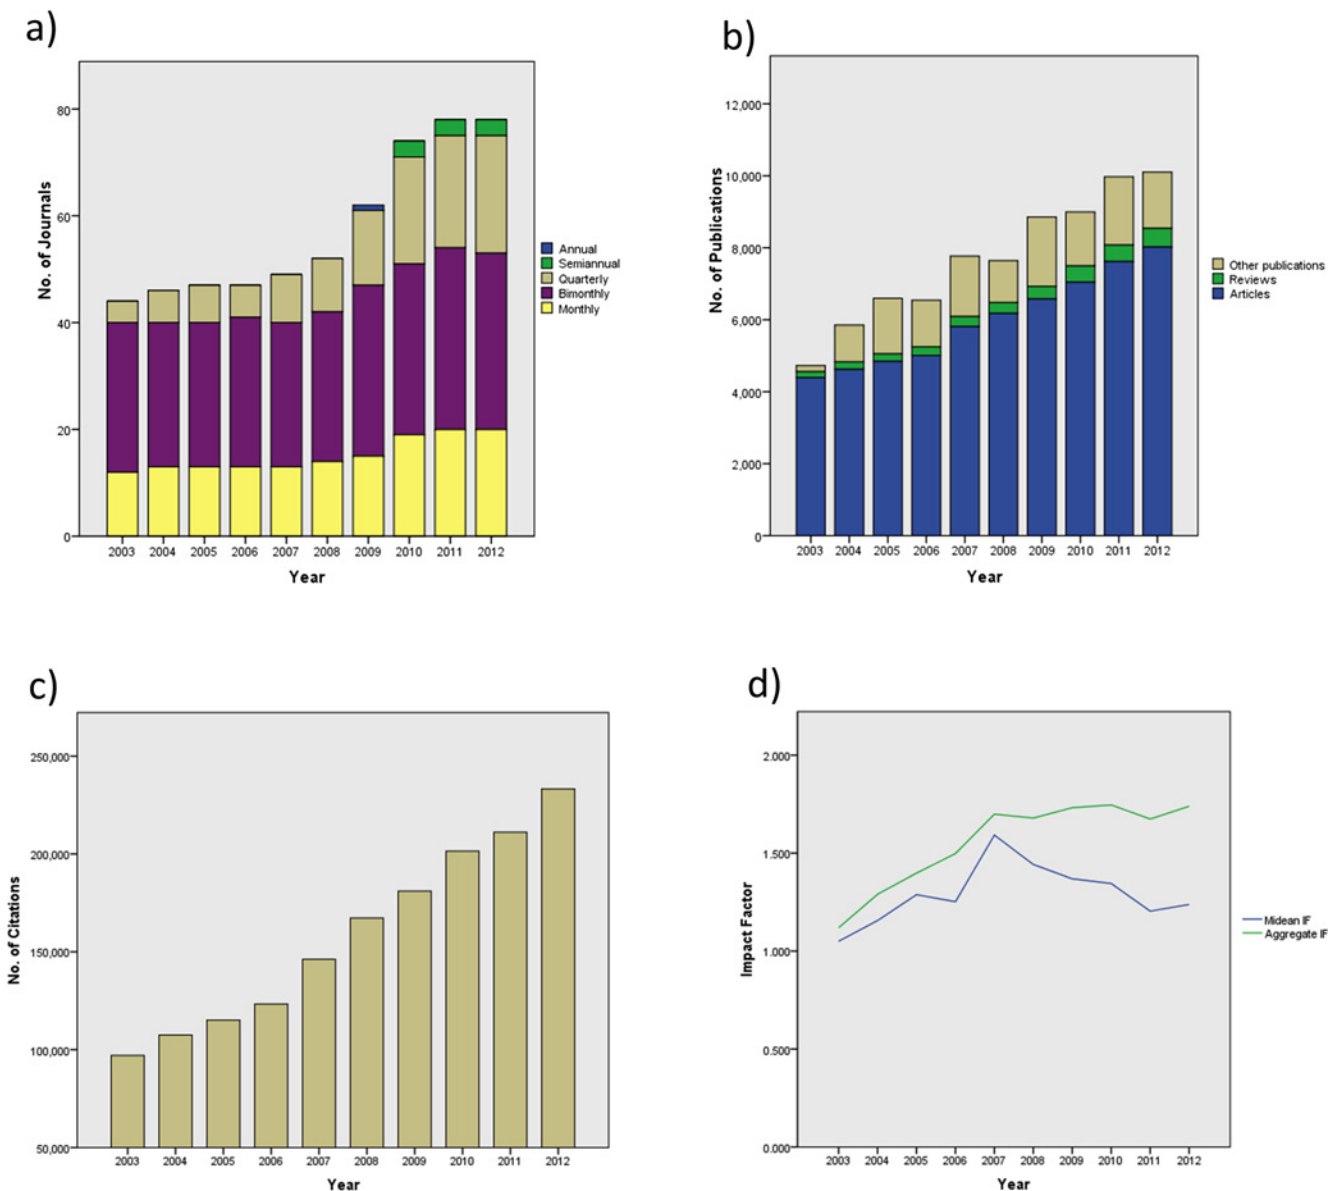 a)
80
60
40
20
0
No. of Journals
2003 2004 2005 2006 2007 2008 2009 2010 2011 2012
Year
Annual
Semiannual
Quarterly
Bimonthly
Monthly
b)
12,000
10,000
8,000
6,000
4,000
2,000
0
No. of Publications
2003 2004 2005 2006 2007 2008 2009 2010 2011 2012
Year
Other publications
Reviews
Articles
c)
250,000
200,000
150,000
100,000
50,000
No. of Citations
2003 2004 2005 2006 2007 2008 2009 2010 2011 2012
Year
d)
2.000
1.500
1.000
0.500
0.000
Impact Factor
2003 2004 2005 2006 2007 2008 2009 2010 2011 2012
Year
Midean IF
Aggregate IF